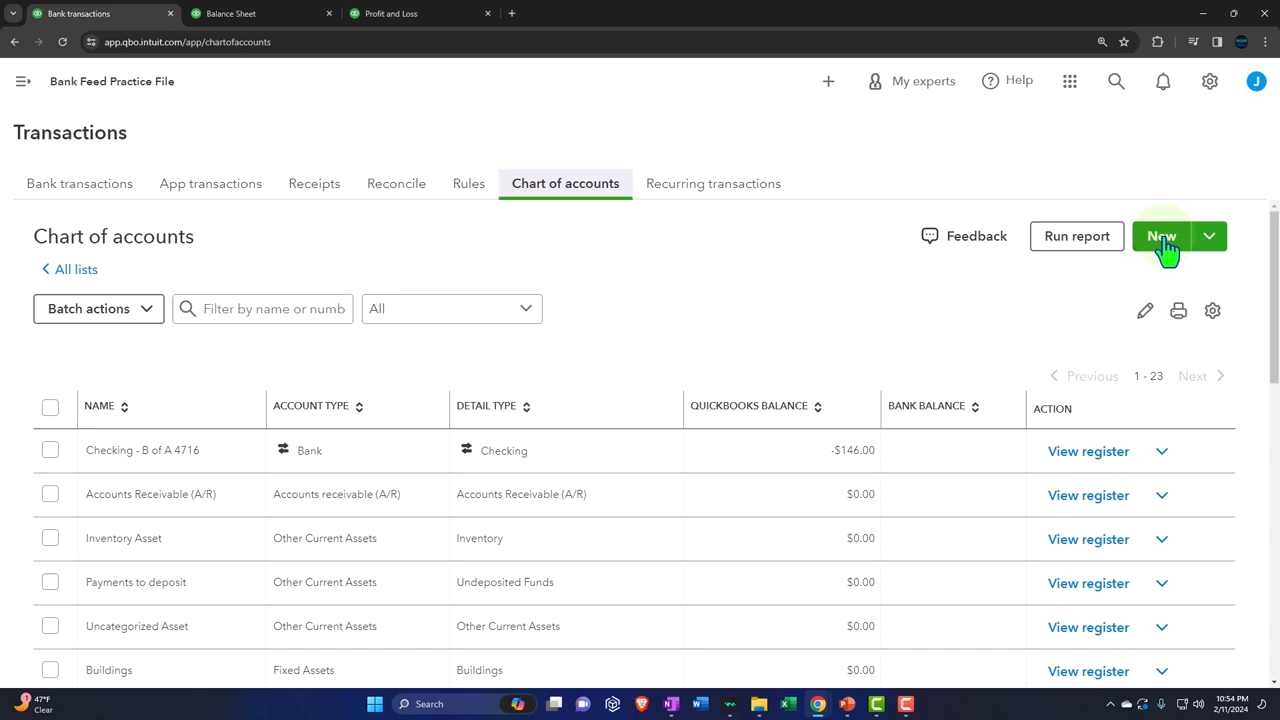 Bank transactions
Balance Sheet
Profit and Loss
app.qbo.intuit.com/app/chartofaccounts
Bank Feed Practice File
My experts
Help
J
Transactions
Bank transactions
App transactions
Receipts
Reconcile
Rules
Chart of accounts
Recurring transactions
Chart of accounts
Feedback
Run report
New
All lists
Batch actions
Filter by name or numb
All
Previous 1 - 23 Next
NAME ACCOUNT TYPE DETAIL TYPE QUICKBOOKS BALANCE BANK BALANCE ACTION
Checking - B of A 4716 Bank Checking -$146.00 View register
Accounts Receivable (A/R) Accounts receivable (A/R) Accounts Receivable (A/R) $0.00 View register
Inventory Asset Other Current Assets Inventory $0.00 View register
Payments to deposit Other Current Assets Undeposited Funds $0.00 View register
Uncategorized Asset Other Current Assets Other Current Assets $0.00 View register
Buildings Fixed Assets Buildings $0.00 View register
47°F
Clear
Search
10:54 PM
2/11/2024